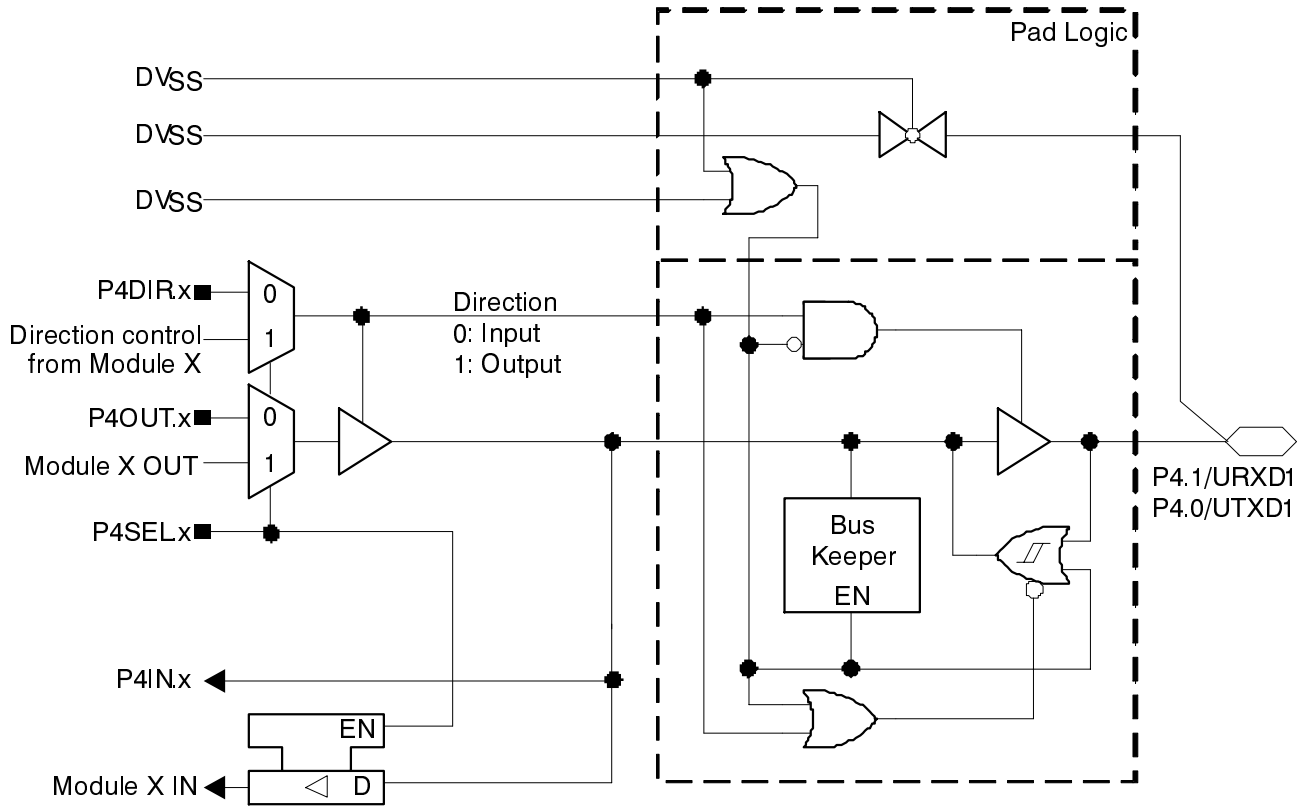 Pad Logic
DVSS
DVSS
DVSS
P4DIR.x
0
Direction control
from Module X
1
Direction
0: Input
1: Output
P4OUT.x
0
Module X OUT
1
P4SEL.x
P4.1/URXD1
P4.0/UTXD1
Bus
Keeper
EN
P4IN.x
EN
Module X IN
D